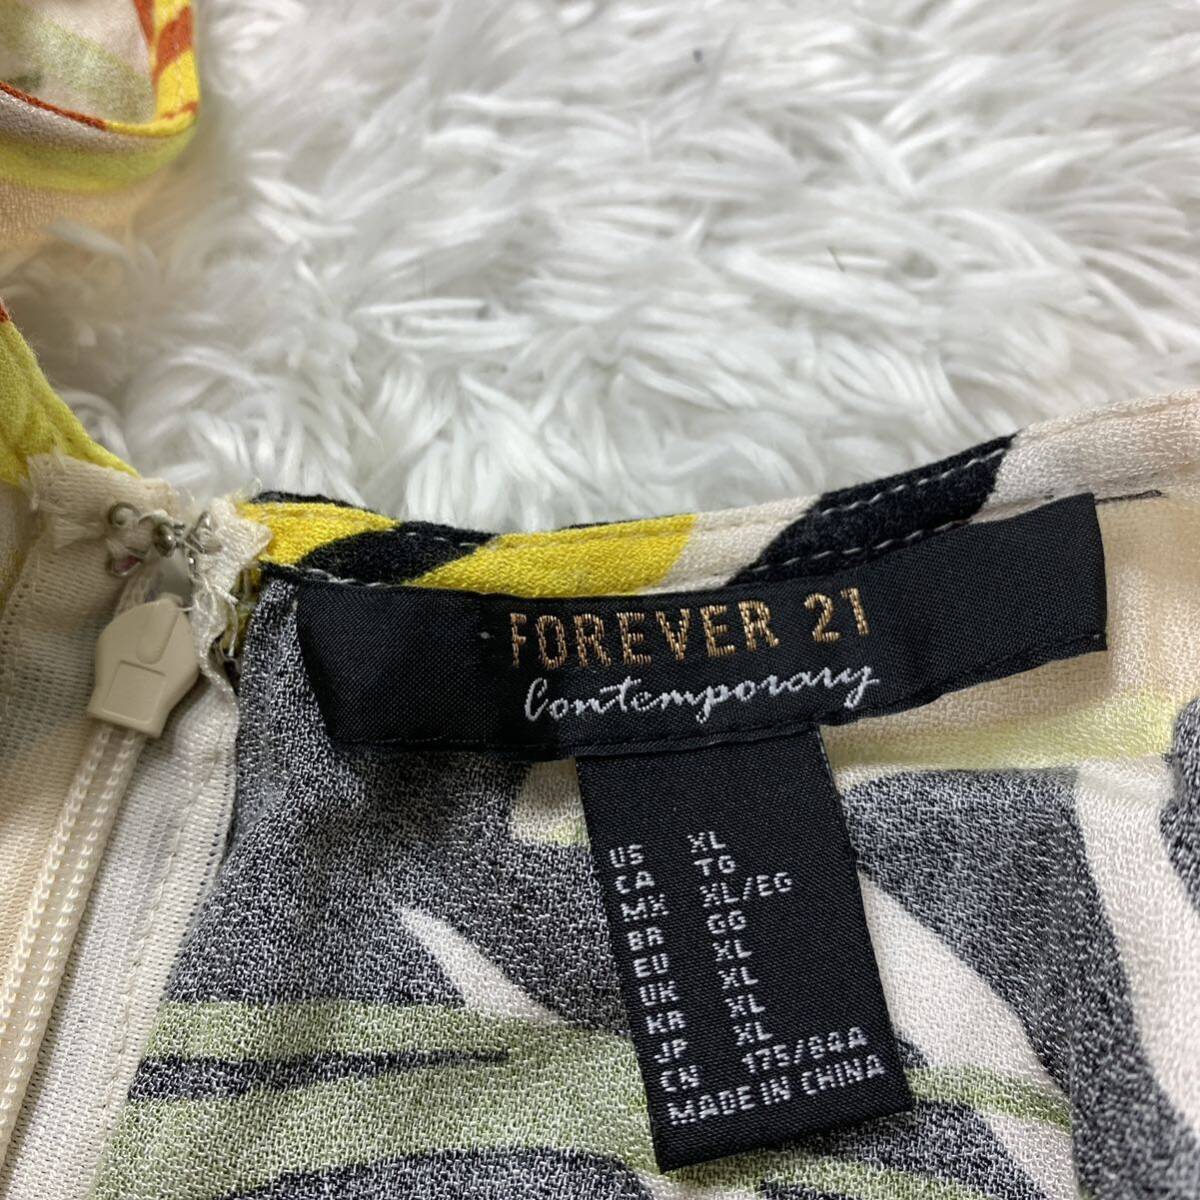 FOREVER 21
Contemporary
US XL
CA TG
MX XL/EG
BR GG
EU XL
UK XL
KR XL
JP XL
CN 175/84A
MADE IN CHINA